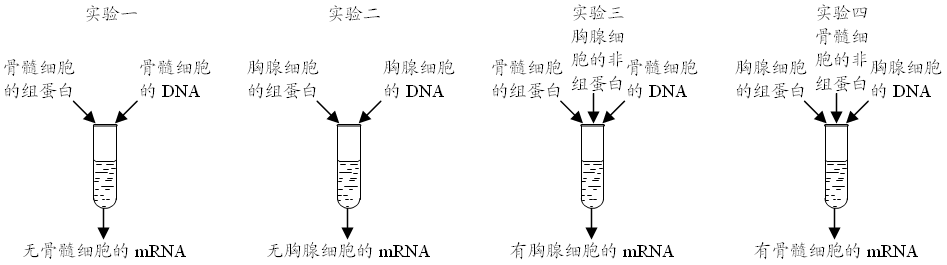 实验一
骨髓细胞
的组蛋白
骨髓细胞
的 DNA
无骨髓细胞的 mRNA
实验二
胸腺细胞
的组蛋白
胸腺细胞
的 DNA
无胸腺细胞的 mRNA
实验三
骨髓细胞
的组蛋白
胸腺细
胞的非
组蛋白
骨髓细胞
的 DNA
有胸腺细胞的 mRNA
实验四
胸腺细胞
的组蛋白
骨髓细
胞的非
组蛋白
胸腺细胞
的 DNA
有骨髓细胞的 mRNA